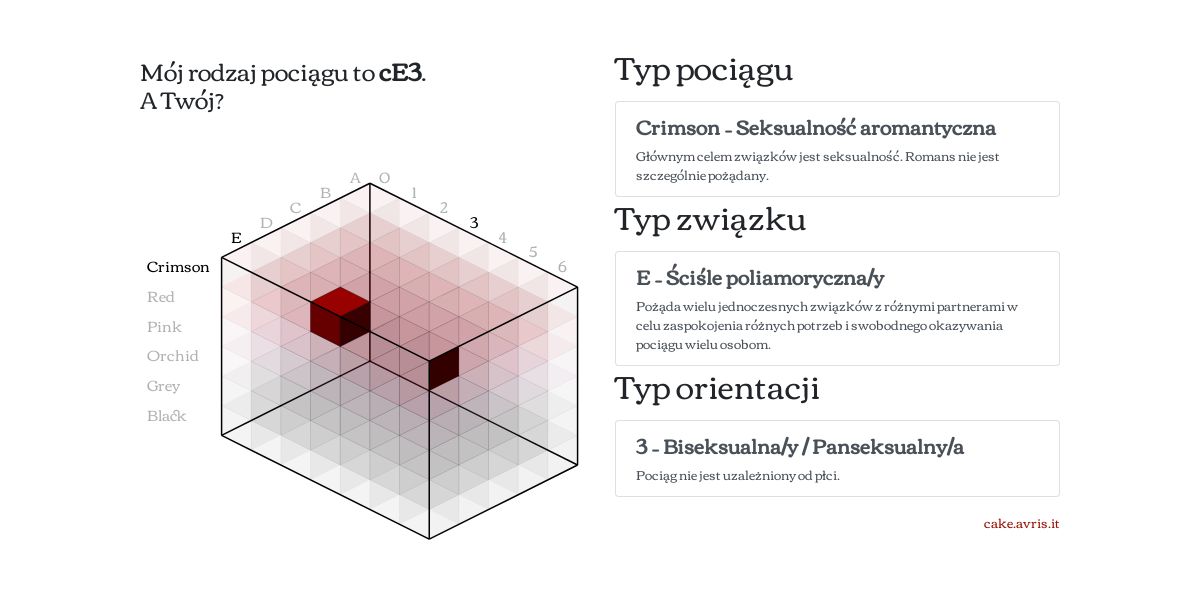 Mój rodzaj pociągu to cE3.
A Twój?
A O
B 1
C 2
D 3
E 4
5
6
Crimson
Red
Pink
Orchid
Grey
Black
Typ pociągu
Crimson - Seksualność aromantyczna
Głównym celem związków jest seksualność. Romans nie jest
szczególnie pożądany.
Typ związku
E - Ściśle poliamoryczna/y
Pożąda wielu jednoczesnych związków z różnymi partnerami w
celu zaspokojenia różnych potrzeb i swobodnego okazywania
pociągu wielu osobom.
Typ orientacji
3 - Biseksualna/y / Panseksualny/a
Pociąg nie jest uzależniony od płci.
cake.avris.it